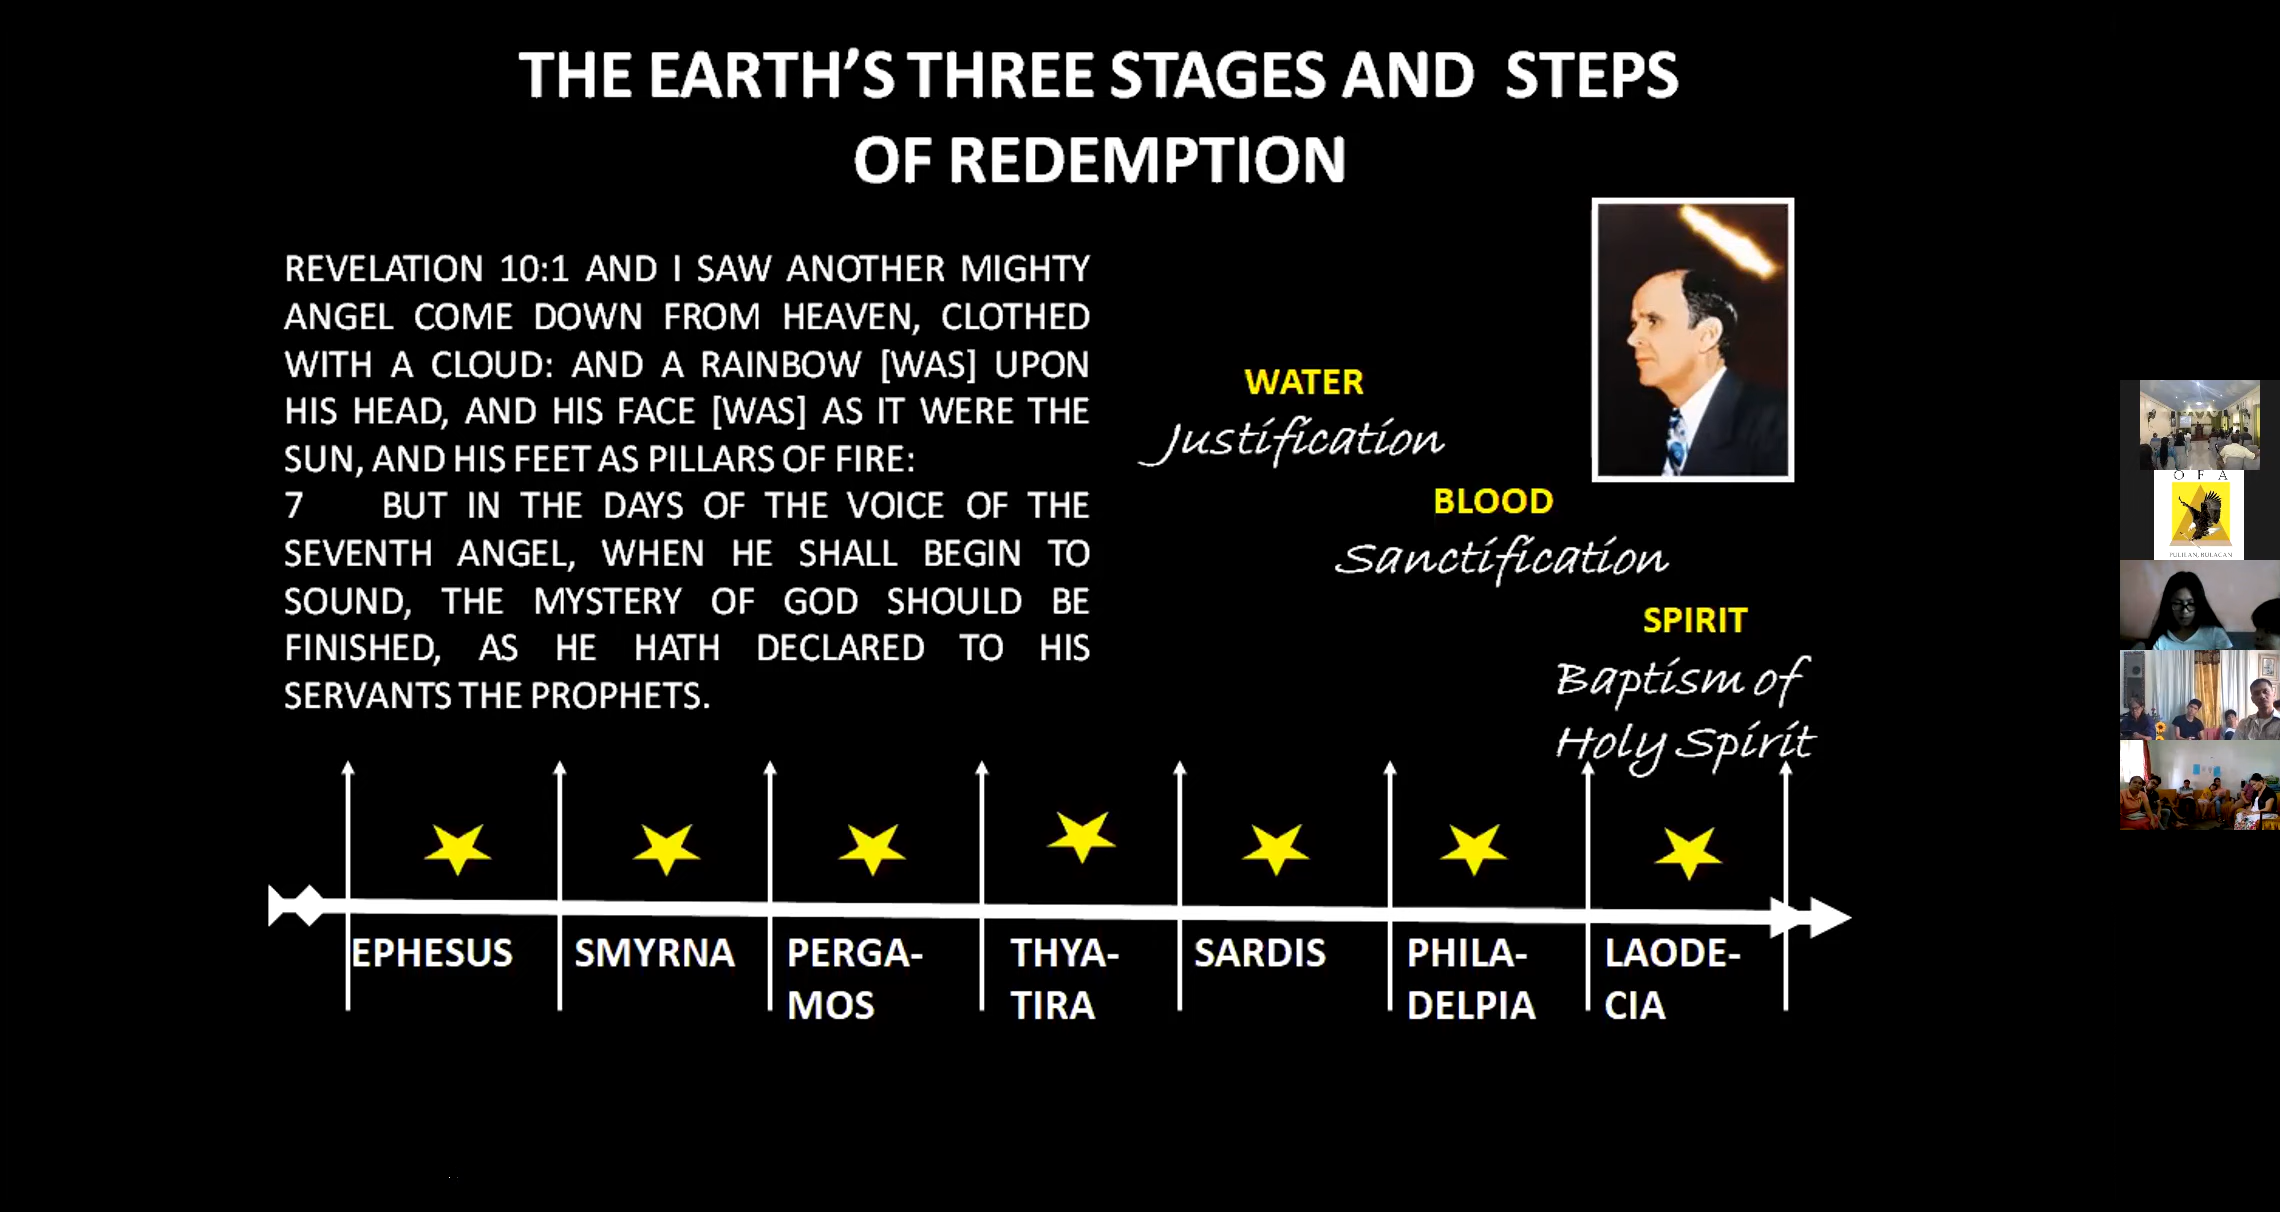 THE EARTH'S THREE STAGES AND STEPS
OF REDEMPTION
REVELATION 10:1 AND I SAW ANOTHER MIGHTY
ANGEL COME DOWN FROM HEAVEN, CLOTHED
WITH A CLOUD: AND A RAINBOW [WAS] UPON
HIS HEAD, AND HIS FACE [WAS] AS IT WERE THE
SUN, AND HIS FEET AS PILLARS OF FIRE:
7 BUT IN THE DAYS OF THE VOICE OF THE
SEVENTH ANGEL, WHEN HE SHALL BEGIN TO
SOUND, THE MYSTERY OF GOD SHOULD BE
FINISHED, AS HE HATH DECLARED TO HIS
SERVANTS THE PROPHETS.
WATER
Justification
BLOOD
Sanctification
SPIRIT
Baptism of
Holy Spirit
EPHESUS
SMYRNA
PERGA-
MOS
THYA-
TIRA
SARDIS
PHILA-
DELPIA
LAODE-
CIA
O F A
PULILAN, BULACAN